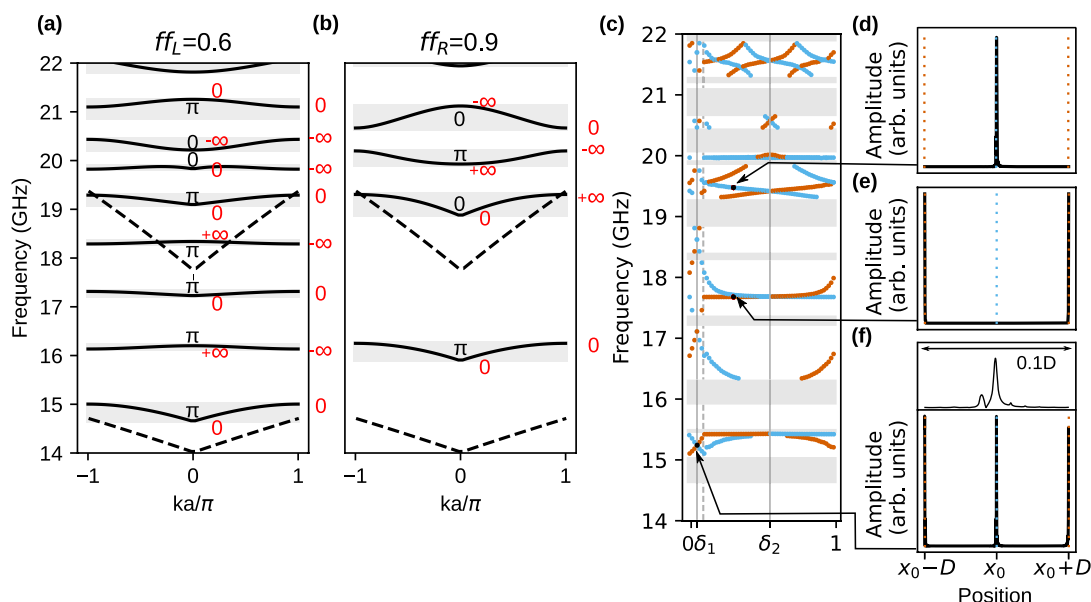 (a)
ff_L=0.6
Frequency (GHz)
22
21
20
19
18
17
16
15
14
0
π
0
0
-∞
-∞
0
0
-∞
π
0
0
+∞
π
-∞
π
0
0
π
+∞
-∞
π
0
0
−1
0
1
ka/π
(b)
ff_R=0.9
-∞
0
0
π
-∞
+∞
0
+∞
0
π
0
0
−1
0
1
ka/π
(c)
Frequency (GHz)
22
21
20
19
18
17
16
15
14
0
δ₁
δ₂
1
(d)
Amplitude
(arb. units)
(e)
Amplitude
(arb. units)
(f)
0.1D
Amplitude
(arb. units)
x₀−D
x₀
x₀+D
Position